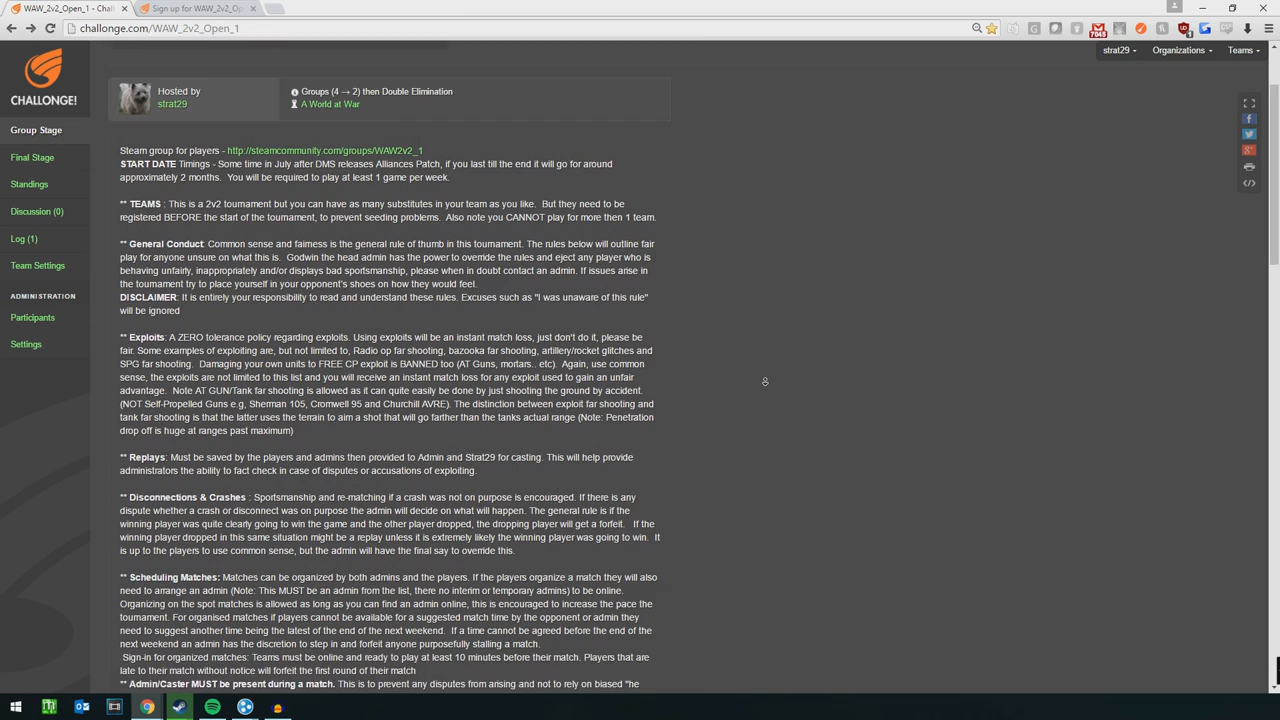 WAW_2v2_Open_1 - Chall
Sign up for WAW_2v2_Op
challonge.com/WAW_2v2_Open_1
7045
strat29 Organizations Teams
CHALLONGE!
Group Stage
Final Stage
Standings
Discussion (0)
Log (1)
Team Settings
ADMINISTRATION
Participants
Settings
Hosted by
strat29
Groups (4 → 2) then Double Elimination
A World at War
Steam group for players - http://steamcommunity.com/groups/WAW2v2_1
START DATE Timings - Some time in July after DMS releases Alliances Patch, if you last till the end it will go for around
approximately 2 months. You will be required to play at least 1 game per week.
** TEAMS : This is a 2v2 tournament but you can have as many substitutes in your team as you like. But they need to be
registered BEFORE the start of the tournament, to prevent seeding problems. Also note you CANNOT play for more then 1 team.
** General Conduct: Common sense and fairness is the general rule of thumb in this tournament. The rules below will outline fair
play for anyone unsure on what this is. Godwin the head admin has the power to override the rules and eject any player who is
behaving unfairly, inappropriately and/or displays bad sportsmanship, please when in doubt contact an admin. If issues arise in
the tournament try to place yourself in your opponent's shoes on how they would feel.
DISCLAIMER: It is entirely your responsibility to read and understand these rules. Excuses such as "I was unaware of this rule"
will be ignored
** Exploits: A ZERO tolerance policy regarding exploits. Using exploits will be an instant match loss, just don't do it, please be
fair. Some examples of exploiting are, but not limited to, Radio op far shooting, bazooka far shooting, artillery/rocket glitches and
SPG far shooting. Damaging your own units to FREE CP exploit is BANNED too (AT Guns, mortars.. etc). Again, use common
sense, the exploits are not limited to this list and you will receive an instant match loss for any exploit used to gain an unfair
advantage. Note AT GUN/Tank far shooting is allowed as it can quite easily be done by just shooting the ground by accident.
(NOT Self-Propelled Guns e.g, Sherman 105, Cromwell 95 and Churchill AVRE). The distinction between exploit far shooting and
tank far shooting is that the latter uses the terrain to aim a shot that will go farther than the tanks actual range (Note: Penetration
drop off is huge at ranges past maximum)
** Replays: Must be saved by the players and admins then provided to Admin and Strat29 for casting. This will help provide
administrators the ability to fact check in case of disputes or accusations of exploiting.
** Disconnections & Crashes : Sportsmanship and re-matching if a crash was not on purpose is encouraged. If there is any
dispute whether a crash or disconnect was on purpose the admin will decide on what will happen. The general rule is if the
winning player was quite clearly going to win the game and the other player dropped, the dropping player will get a forfeit. If the
winning player dropped in this same situation might be a replay unless it is extremely likely the winning player was going to win. It
is up to the players to use common sense, but the admin will have the final say to override this.
** Scheduling Matches: Matches can be organized by both admins and the players. If the players organize a match they will also
need to arrange an admin (Note: This MUST be an admin from the list, there no interim or temporary admins) to be online.
Organizing on the spot matches is allowed as long as you can find an admin online, this is encouraged to increase the pace the
tournament. For organised matches if players cannot be available for a suggested match time by the opponent or admin they
need to suggest another time being the latest of the end of the next weekend. If a time cannot be agreed before the end of the
next weekend an admin has the discretion to step in and forfeit anyone purposefully stalling a match.
Sign-in for organized matches: Teams must be online and ready to play at least 10 minutes before their match. Players that are
late to their match without notice will forfeit the first round of their match
** Admin/Caster MUST be present during a match. This is to prevent any disputes from arising and not to rely on biased "he